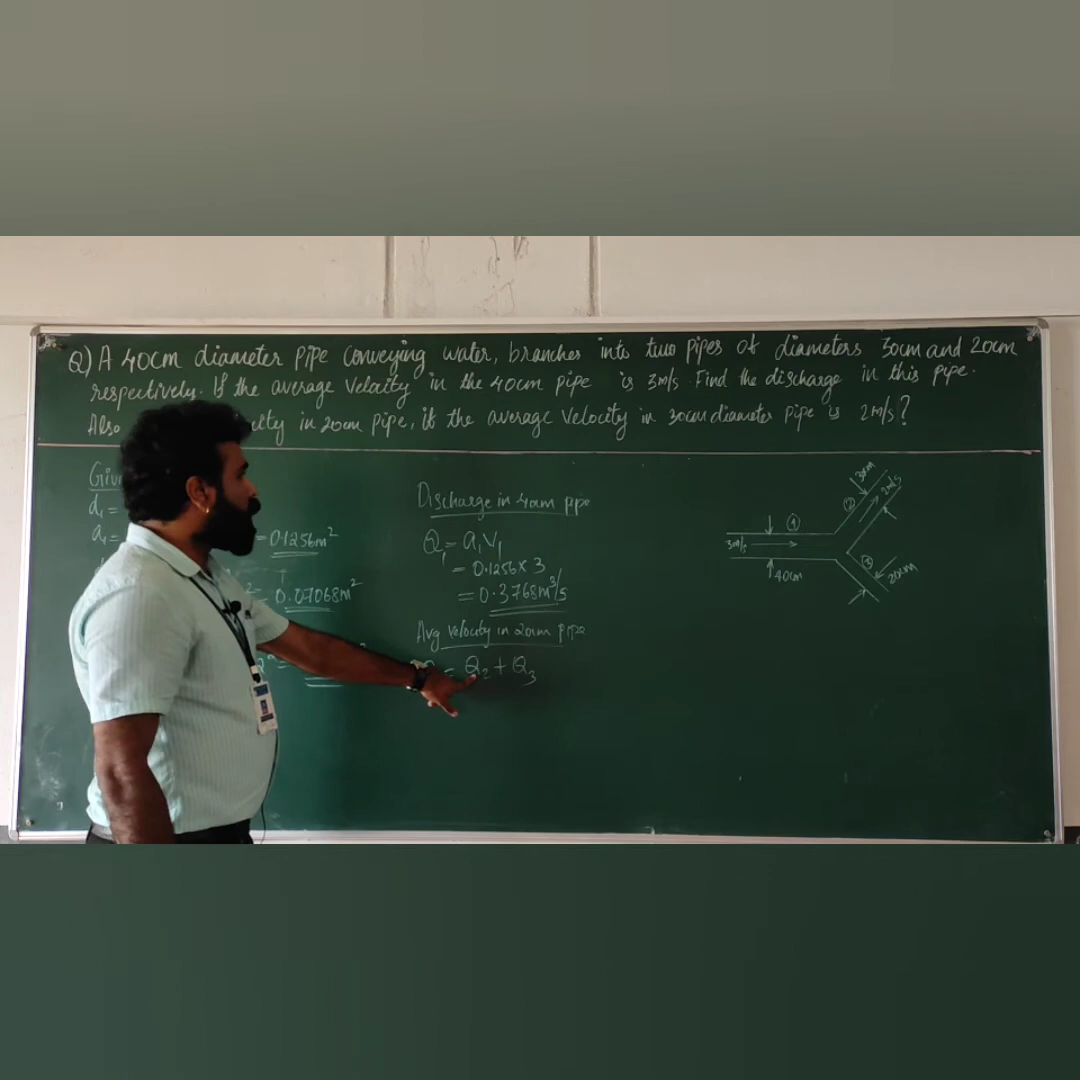 Q) A 40cm diameter pipe conveying water, branches into two pipes of diameters 30cm and 20cm
respectively. If the average velocity in the 40cm pipe is 3m/s. Find the discharge in this pipe.
Also in 20cm pipe, if the average velocity in 30cm diameter pipe is 2m/s?
d₁ =
a₁ =
= 0.1256m²
= 0.07068m²
Discharge in 40cm pipe
Q₁ = a₁V₁
= 0.1256 × 3
= 0.3768m³/s
Avg velocity in 20cm pipe
= Q₂ + Q₃
3m/s
①
40cm
②
30cm
2m/s
③
20cm